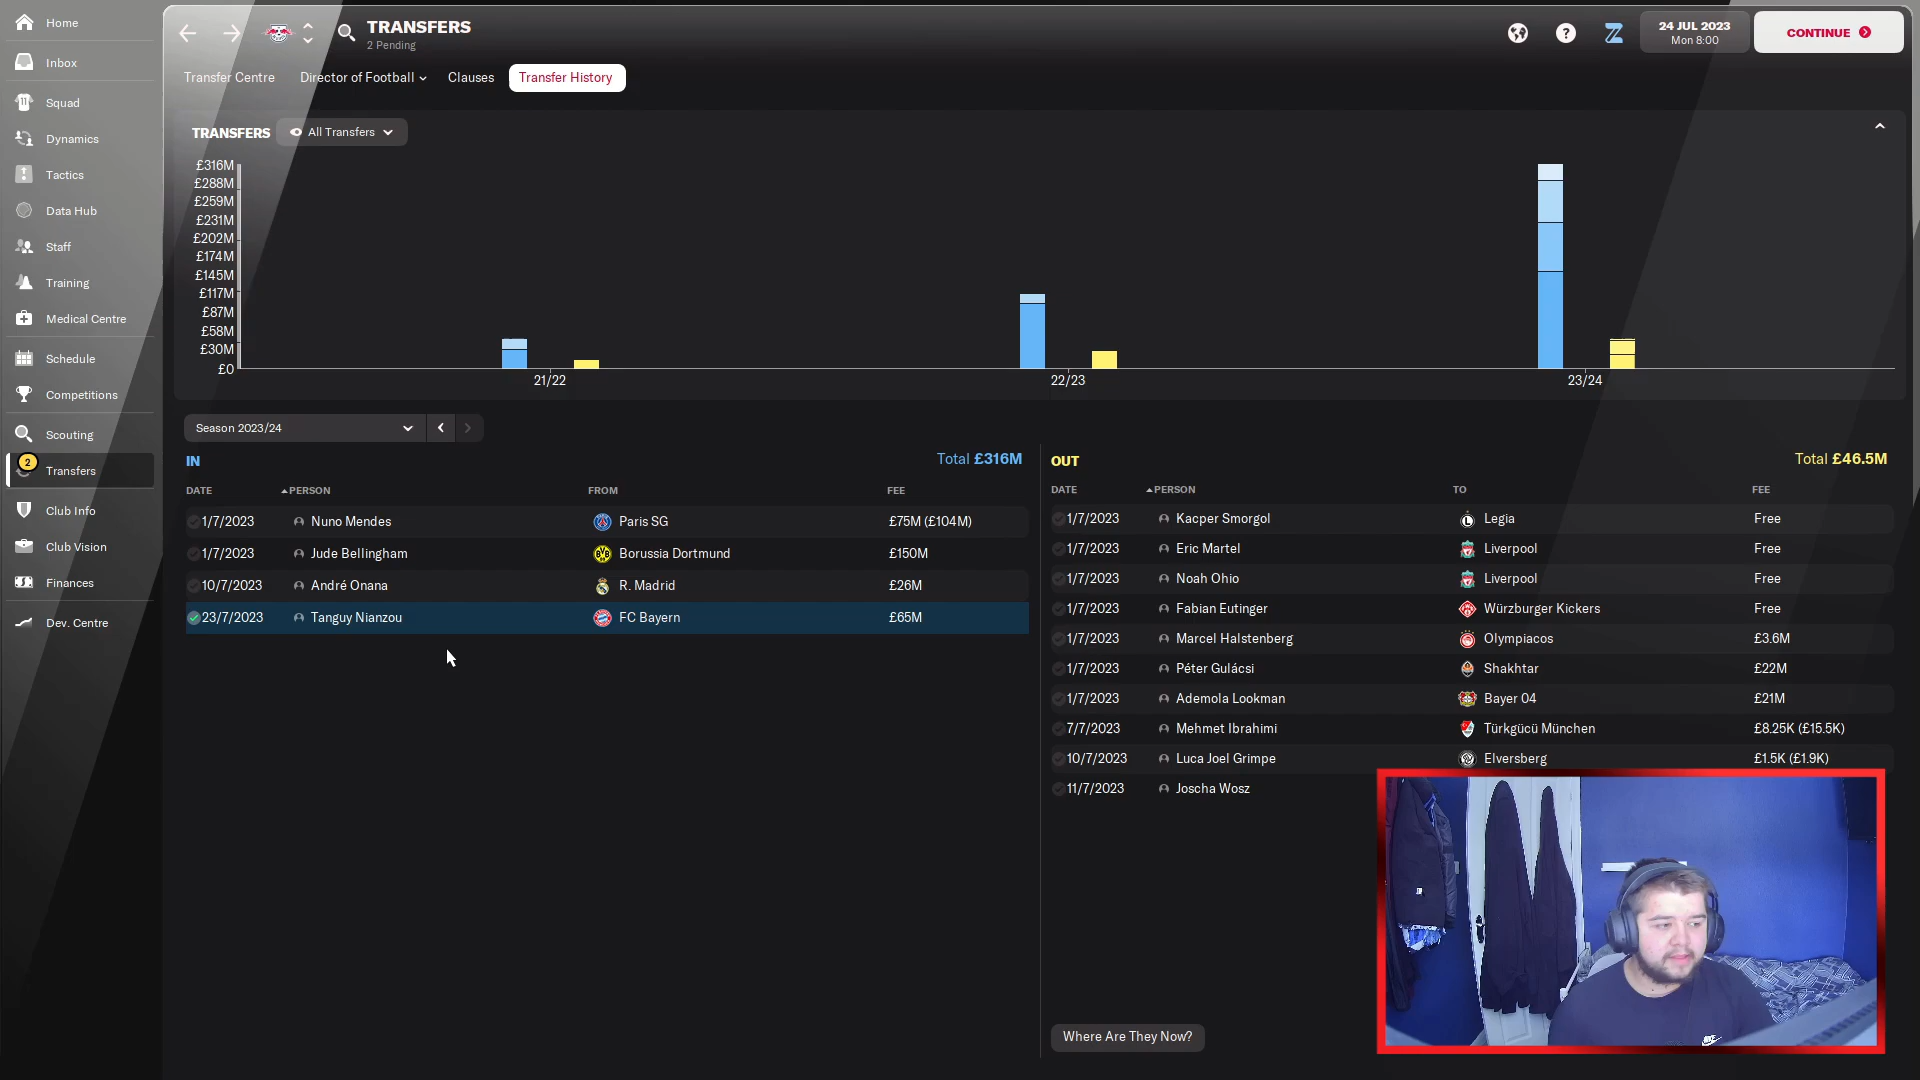 Home
Inbox
Squad
Dynamics
Tactics
Data Hub
Staff
Training
Medical Centre
Schedule
Competitions
Scouting
2
Transfers
Club Info
Club Vision
Finances
Dev. Centre
TRANSFERS
2 Pending
24 JUL 2023
Mon 8:00
CONTINUE
Transfer Centre Director of Football Clauses Transfer History
TRANSFERS All Transfers
£316M
£288M
£259M
£231M
£202M
£174M
£145M
£117M
£87M
£58M
£30M
£0
21/22 22/23 23/24
Season 2023/24
IN Total £316M
DATE PERSON FROM FEE
1/7/2023 Nuno Mendes Paris SG £75M (£104M)
1/7/2023 Jude Bellingham Borussia Dortmund £150M
10/7/2023 André Onana R. Madrid £26M
23/7/2023 Tanguy Nianzou FC Bayern £65M
OUT Total £46.5M
DATE PERSON TO FEE
1/7/2023 Kacper Smorgol Legia Free
1/7/2023 Eric Martel Liverpool Free
1/7/2023 Noah Ohio Liverpool Free
1/7/2023 Fabian Eutinger Würzburger Kickers Free
1/7/2023 Marcel Halstenberg Olympiacos £3.6M
1/7/2023 Péter Gulácsi Shakhtar £22M
1/7/2023 Ademola Lookman Bayer 04 £21M
7/7/2023 Mehmet Ibrahimi Türkgücü München £8.25K (£15.5K)
10/7/2023 Luca Joel Grimpe Elversberg £1.5K (£1.9K)
11/7/2023 Joscha Wosz
Where Are They Now?